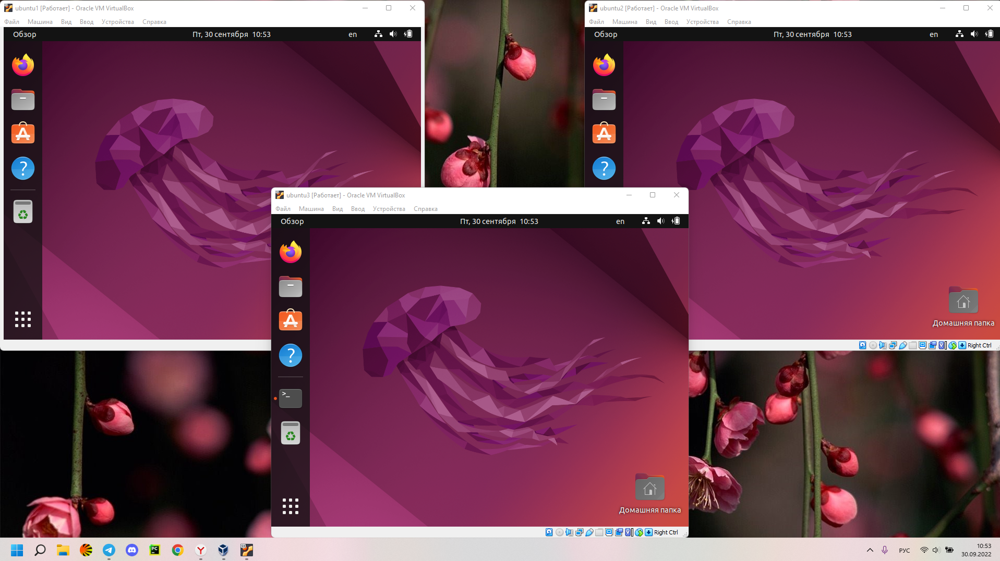 ubuntu1 [Работает] - Oracle VM VirtualBox
Файл Машина Вид Ввод Устройства Справка
Обзор Пт, 30 сентября 10:53 en
ubuntu2 [Работает] - Oracle VM VirtualBox
Файл Машина Вид Ввод Устройства Справка
Обзор Пт, 30 сентября 10:53 en
Домашняя папка
Right Ctrl
ubuntu3 [Работает] - Oracle VM VirtualBox
Файл Машина Вид Ввод Устройства Справка
Обзор Пт, 30 сентября 10:53 en
>_
Домашняя папка
Right Ctrl
PC
64
РУС
10:53
30.09.2022